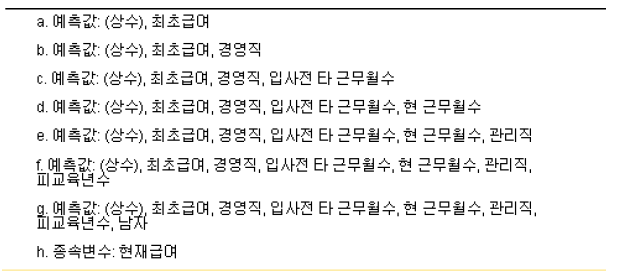 a. 예측값: (상수), 최초급여
b. 예측값: (상수), 최초급여, 경영직
c. 예측값: (상수), 최초급여, 경영직, 입사전 타 근무월수
d. 예측값: (상수), 최초급여, 경영직, 입사전 타 근무월수, 현 근무월수
e. 예측값: (상수), 최초급여, 경영직, 입사전 타 근무월수, 현 근무월수, 관리직
f. 예측값: (상수), 최초급여, 경영직, 입사전 타 근무월수, 현 근무월수, 관리직,
피교육년수
g. 예측값: (상수), 최초급여, 경영직, 입사전 타 근무월수, 현 근무월수, 관리직,
피교육년수, 남자
h. 종속변수: 현재급여